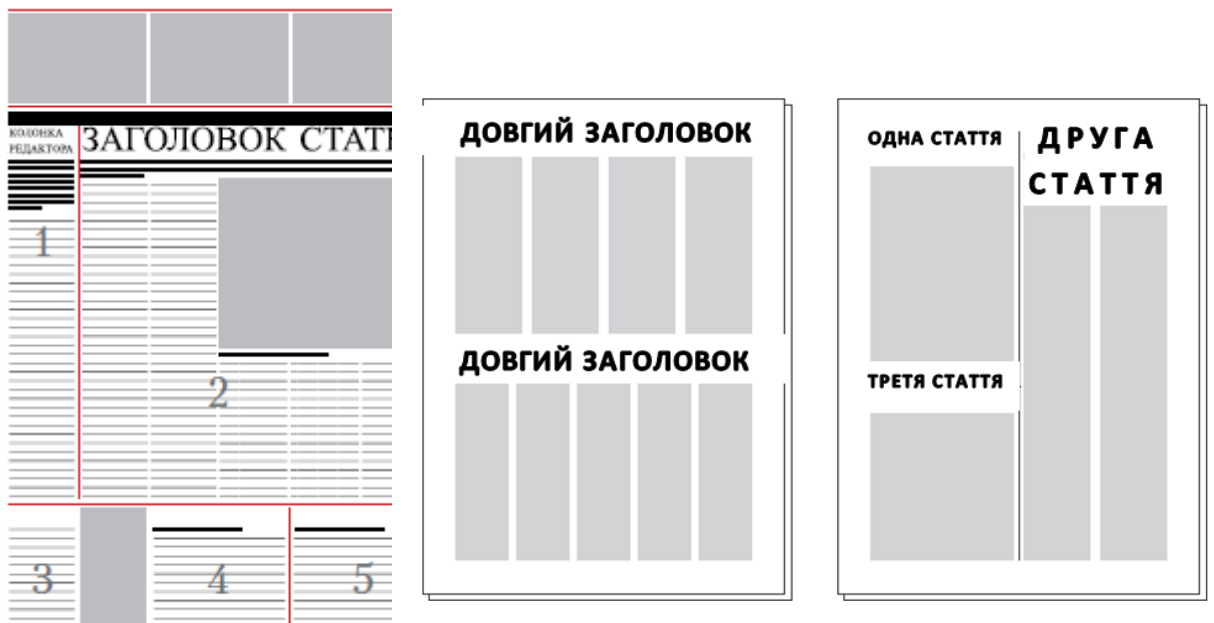 КОЛОНКА
РЕДАКТОРА
ЗАГОЛОВОК СТАТ
1
2
3
4
5
ДОВГИЙ ЗАГОЛОВОК
ДОВГИЙ ЗАГОЛОВОК
ОДНА СТАТТЯ
ТРЕТЯ СТАТТЯ
ДРУГА
СТАТТЯ